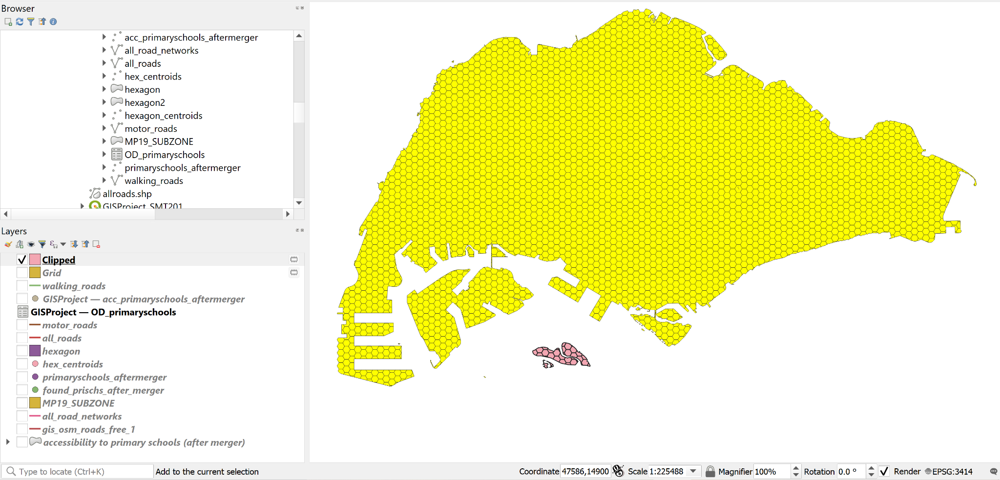 Browser
acc_primaryschools_aftermerger
all_road_networks
all_roads
hex_centroids
hexagon
hexagon2
hexagon_centroids
motor_roads
MP19_SUBZONE
OD_primaryschools
primaryschools_aftermerger
walking_roads
allroads.shp
GISProject_SMT201
Layers
Clipped
Grid
walking_roads
GISProject — acc_primaryschools_aftermerger
GISProject — OD_primaryschools
motor_roads
all_roads
hexagon
hex_centroids
primaryschools_aftermerger
found_prischs_after_merger
MP19_SUBZONE
all_road_networks
gis_osm_roads_free_1
accessibility to primary schools (after merger)
Type to locate (Ctrl+K) Add to the current selection Coordinate 47586,14900 Scale 1:225488 Magnifier 100% Rotation 0.0 ° Render EPSG:3414